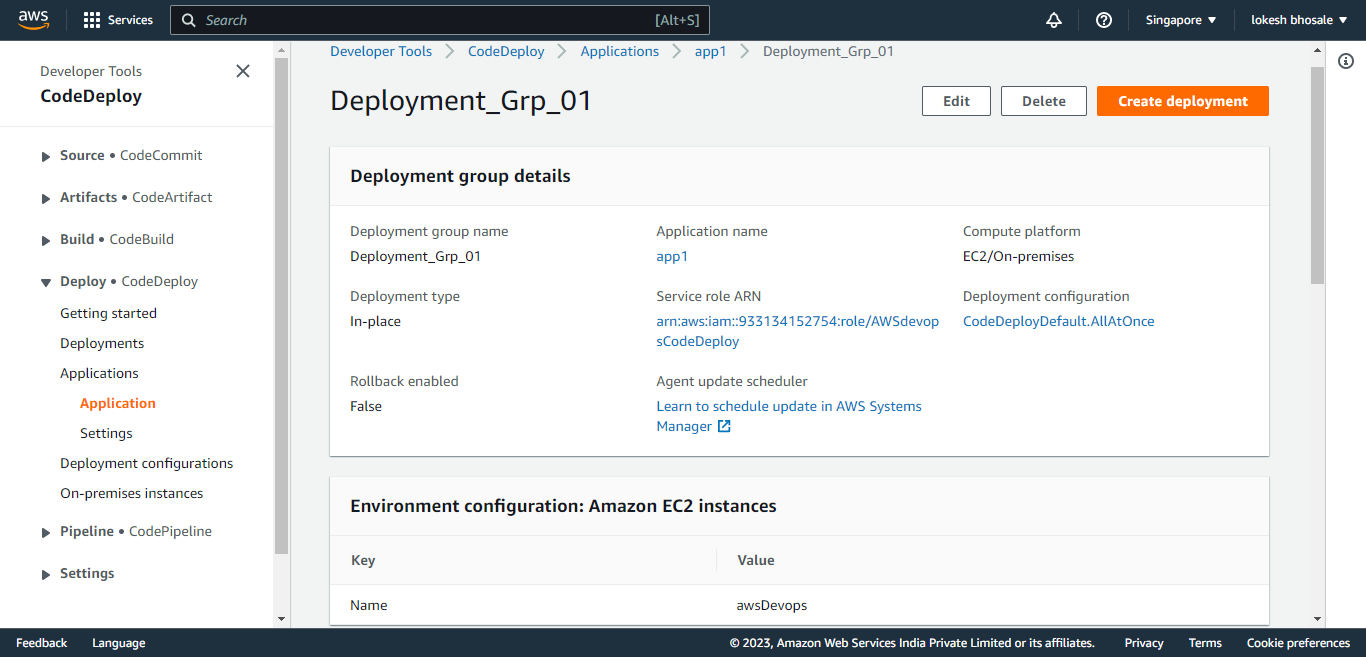 aws
Services
Search
[Alt+S]
Singapore
lokesh bhosale
Developer Tools
CodeDeploy
Source • CodeCommit
Artifacts • CodeArtifact
Build • CodeBuild
Deploy • CodeDeploy
Getting started
Deployments
Applications
Application
Settings
Deployment configurations
On-premises instances
Pipeline • CodePipeline
Settings
Developer Tools
CodeDeploy
Applications
app1
Deployment_Grp_01
Deployment_Grp_01
Edit
Delete
Create deployment
Deployment group details
Deployment group name
Deployment_Grp_01
Application name
app1
Compute platform
EC2/On-premises
Deployment type
In-place
Service role ARN
arn:aws:iam::933134152754:role/AWSdevop
sCodeDeploy
Deployment configuration
CodeDeployDefault.AllAtOnce
Rollback enabled
False
Agent update scheduler
Learn to schedule update in AWS Systems
Manager
Environment configuration: Amazon EC2 instances
Key
Value
Name
awsDevops
Feedback
Language
© 2023, Amazon Web Services India Private Limited or its affiliates.
Privacy
Terms
Cookie preferences